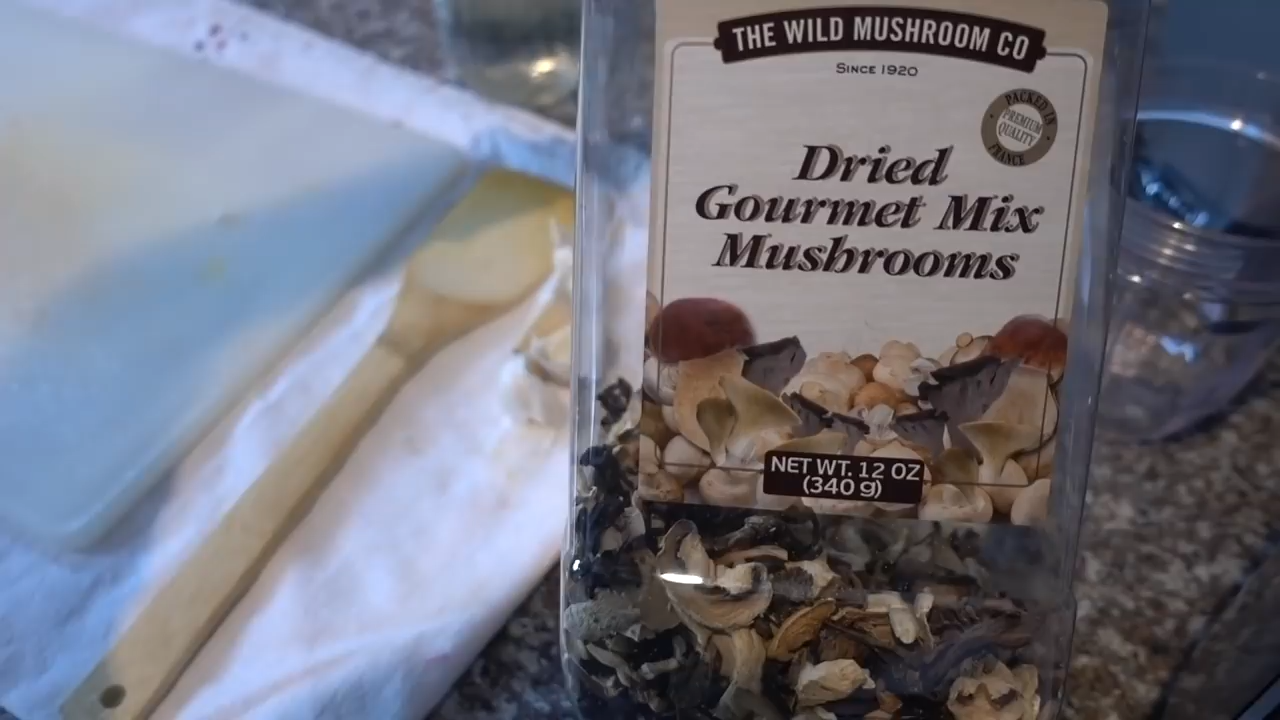 THE WILD MUSHROOM CO
SINCE 1920
PACKED IN
PREMIUM
QUALITY
FRANCE
Dried
Gourmet Mix
Mushrooms
NET WT. 12 OZ
(340 g)